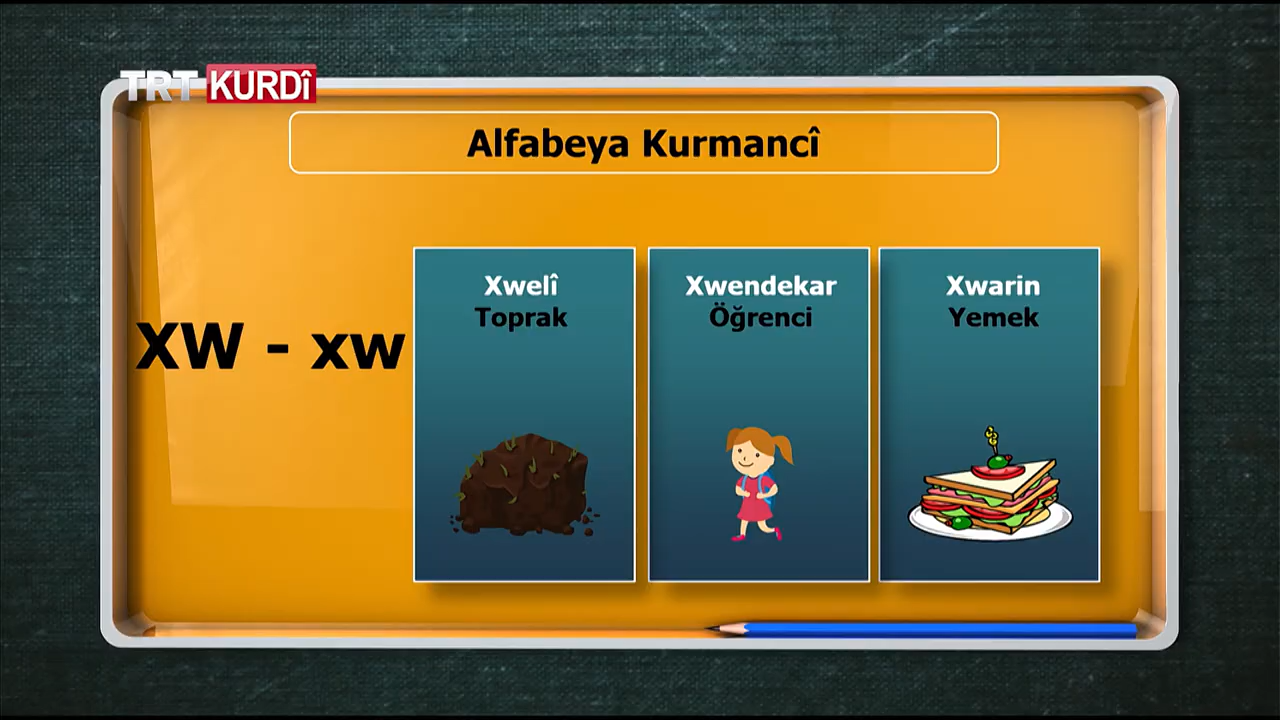 TRT KURDÎ
Alfabeya Kurmancî
XW - xw
Xwelî
Toprak
Xwendekar
Öğrenci
Xwarin
Yemek